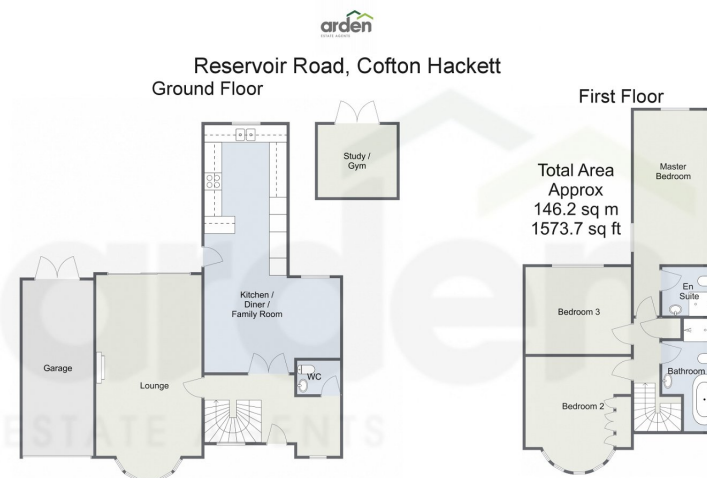 arden
ESTATE AGENTS
Reservoir Road, Cofton Hackett
Ground Floor
First Floor
Study /
Gym
Total Area
Approx
146.2 sq m
1573.7 sq ft
Master
Bedroom
Kitchen /
Diner /
Family Room
En
Suite
Bedroom 3
Garage
Lounge
WC
Bathroom
Bedroom 2
arden
ESTATE AGENTS